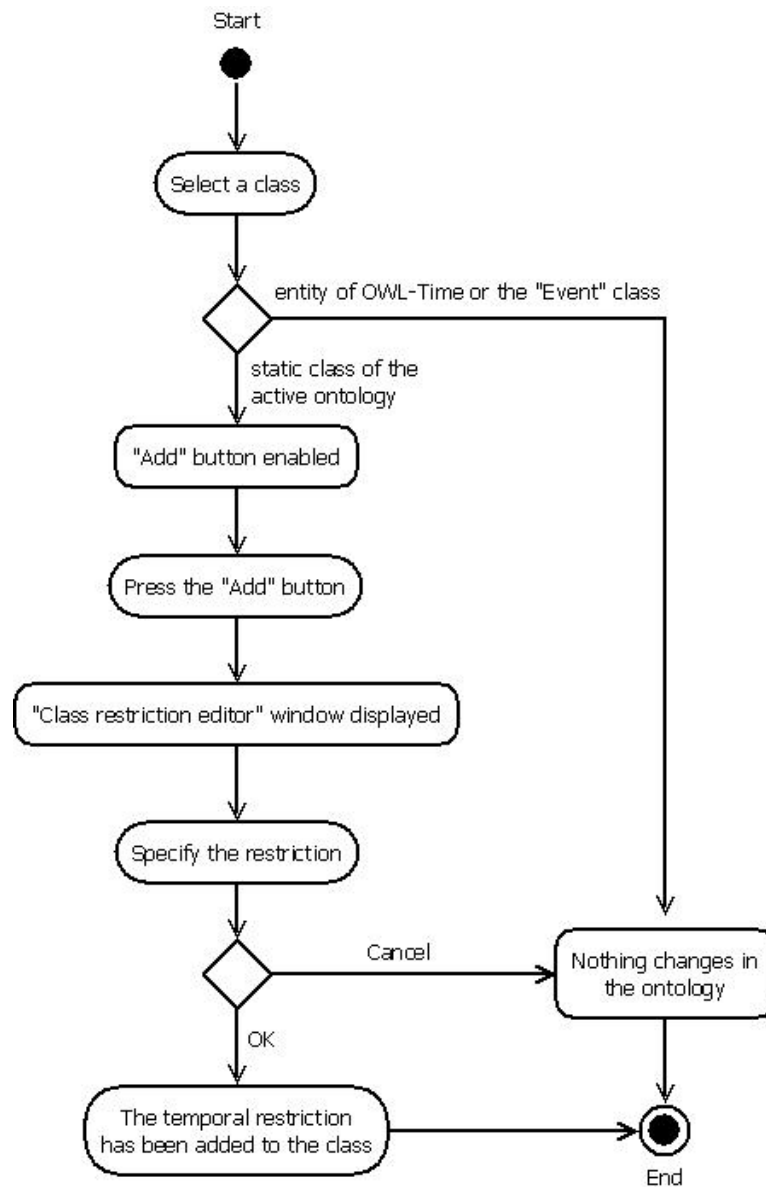 Start
Select a class
entity of OWL-Time or the "Event" class
static class of the
active ontology
"Add" button enabled
Press the "Add" button
"Class restriction editor" window displayed
Specify the restriction
Cancel
Nothing changes in
the ontology
OK
The temporal restriction
has been added to the class
End